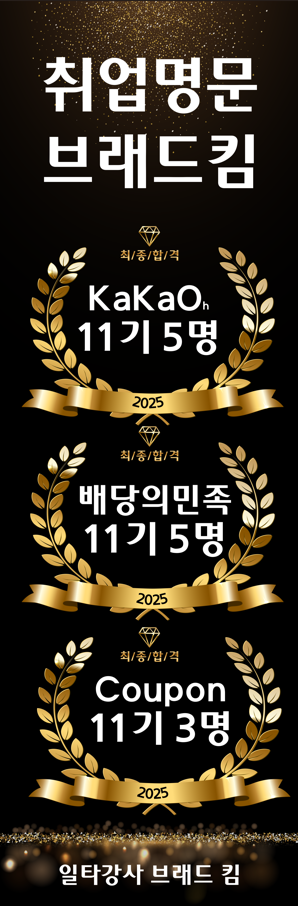 취업명문
브래드킴
최/종/합/격
KaKaOh
11기 5명
2025
최/종/합/격
배당의민족
11기 5명
2025
최/종/합/격
Coupon
11기 3명
2025
일타강사 브래드 킴